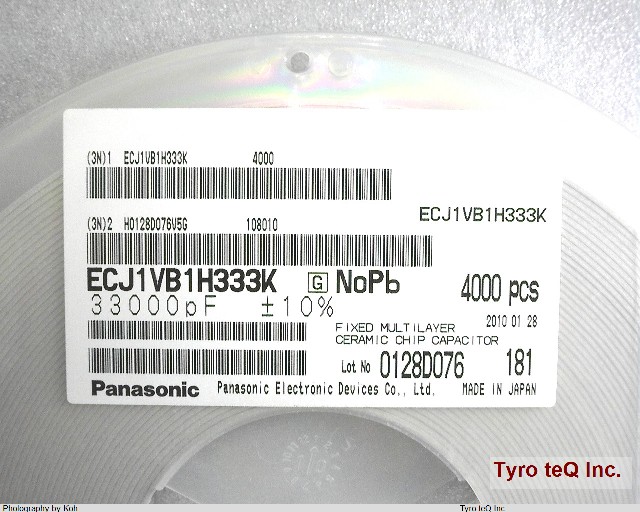 (3N)1 ECJ1VB1H333K 4000
ECJ1VB1H333K
(3N)2 H0128D076V5G 108010
ECJ1VB1H333K G NoPb 4000 pcs
33000pF ±10%
2010 01 28
FIXED MULTILAYER
CERAMIC CHIP CAPACITOR
Lot No 0128D076 181
Panasonic Panasonic Electronic Devices Co., Ltd. MADE IN JAPAN
Tyro teQ Inc.
Photography by Koh Tyro teQ Inc